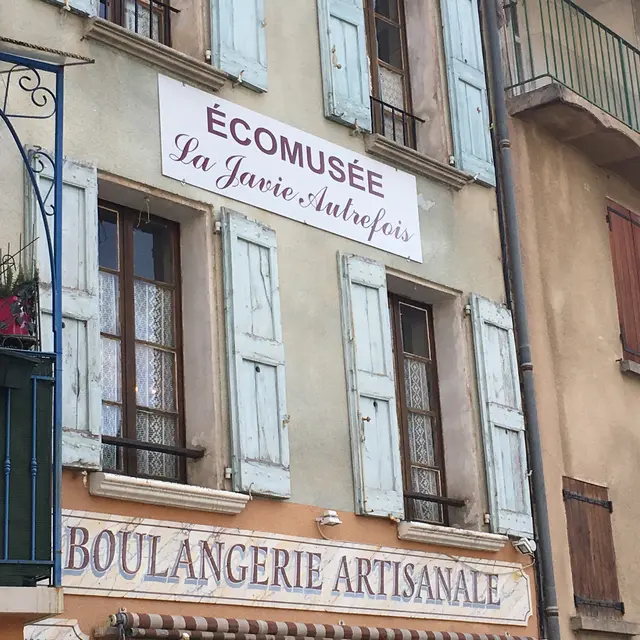 ÉCOMUSÉE
La Javie Autrefois
BOULANGERIE ARTISANALE